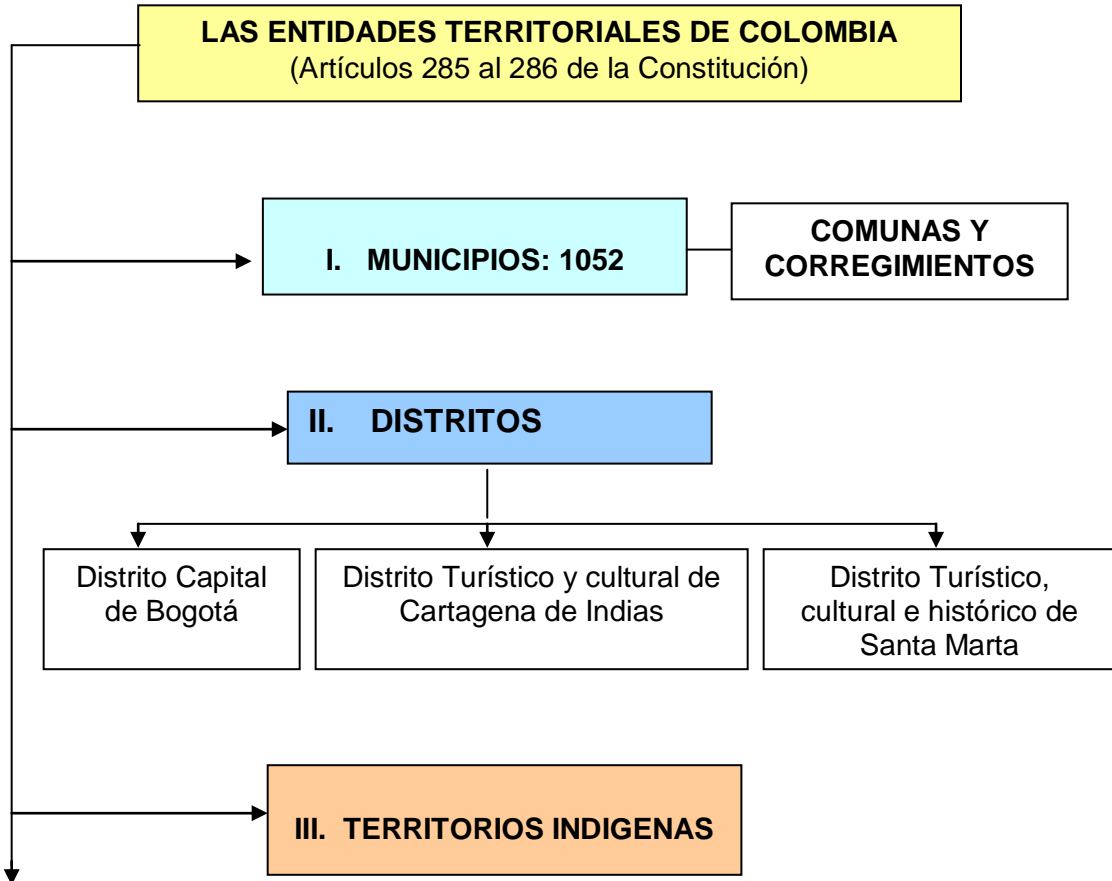 LAS ENTIDADES TERRITORIALES DE COLOMBIA
(Artículos 285 al 286 de la Constitución)
I. MUNICIPIOS: 1052
COMUNAS Y
CORREGIMIENTOS
II. DISTRITOS
Distrito Capital
de Bogotá
Distrito Turístico y cultural de
Cartagena de Indias
Distrito Turístico,
cultural e histórico de
Santa Marta
III. TERRITORIOS INDIGENAS